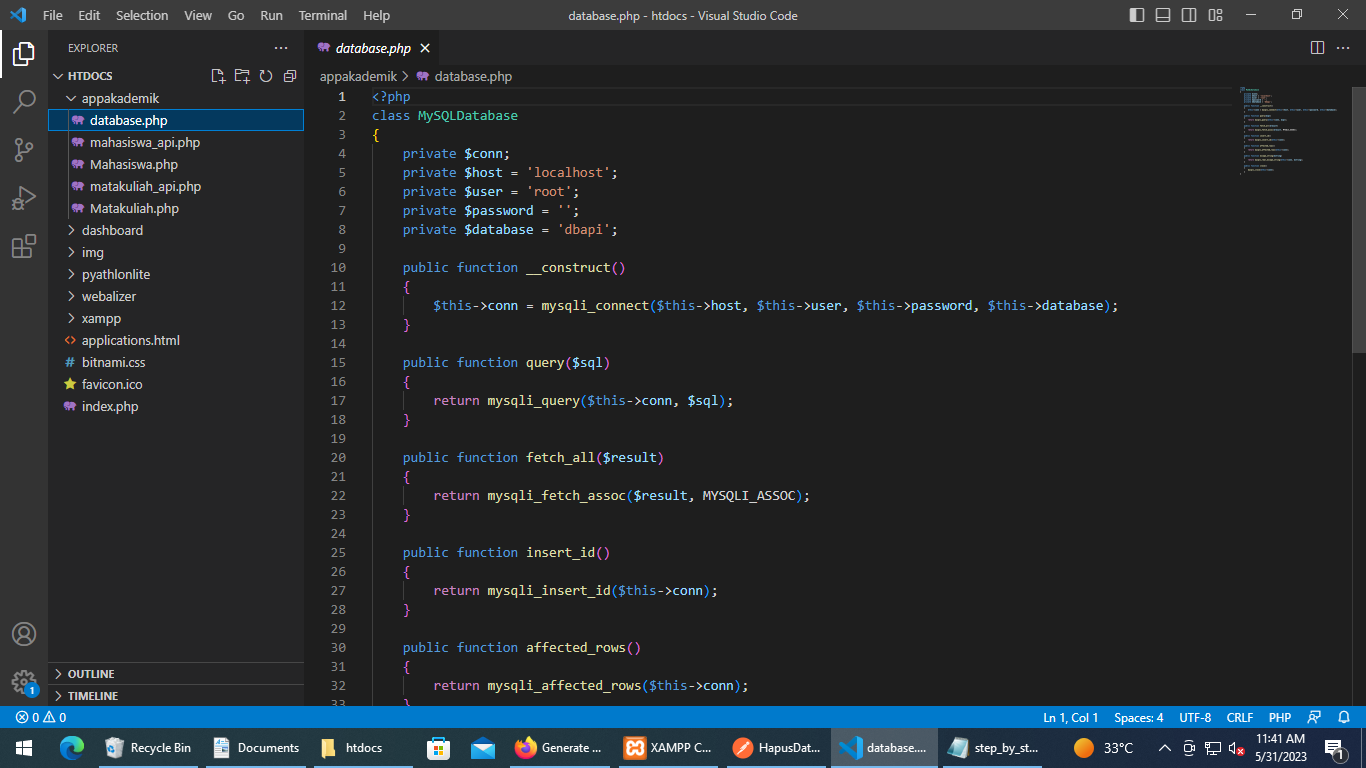 File Edit Selection View Go Run Terminal Help
database.php - htdocs - Visual Studio Code
EXPLORER
HTDOCS
appakademik
database.php
mahasiswa_api.php
Mahasiswa.php
matakuliah_api.php
Matakuliah.php
dashboard
img
pyathlonlite
webalizer
xampp
applications.html
bitnami.css
favicon.ico
index.php
OUTLINE
TIMELINE
database.php
appakademik > database.php
1 <?php
2 class MySQLDatabase
3 {
4     private $conn;
5     private $host = 'localhost';
6     private $user = 'root';
7     private $password = '';
8     private $database = 'dbapi';
9
10     public function __construct()
11     {
12         $this->conn = mysqli_connect($this->host, $this->user, $this->password, $this->database);
13     }
14
15     public function query($sql)
16     {
17         return mysqli_query($this->conn, $sql);
18     }
19
20     public function fetch_all($result)
21     {
22         return mysqli_fetch_assoc($result, MYSQLI_ASSOC);
23     }
24
25     public function insert_id()
26     {
27         return mysqli_insert_id($this->conn);
28     }
29
30     public function affected_rows()
31     {
32         return mysqli_affected_rows($this->conn);
33     }
1
0 0
Ln 1, Col 1 Spaces: 4 UTF-8 CRLF PHP
Recycle Bin Documents htdocs Generate ... XAMPP C... HapusDat... database.... step_by_st... 33°C
11:41 AM
5/31/2023
1